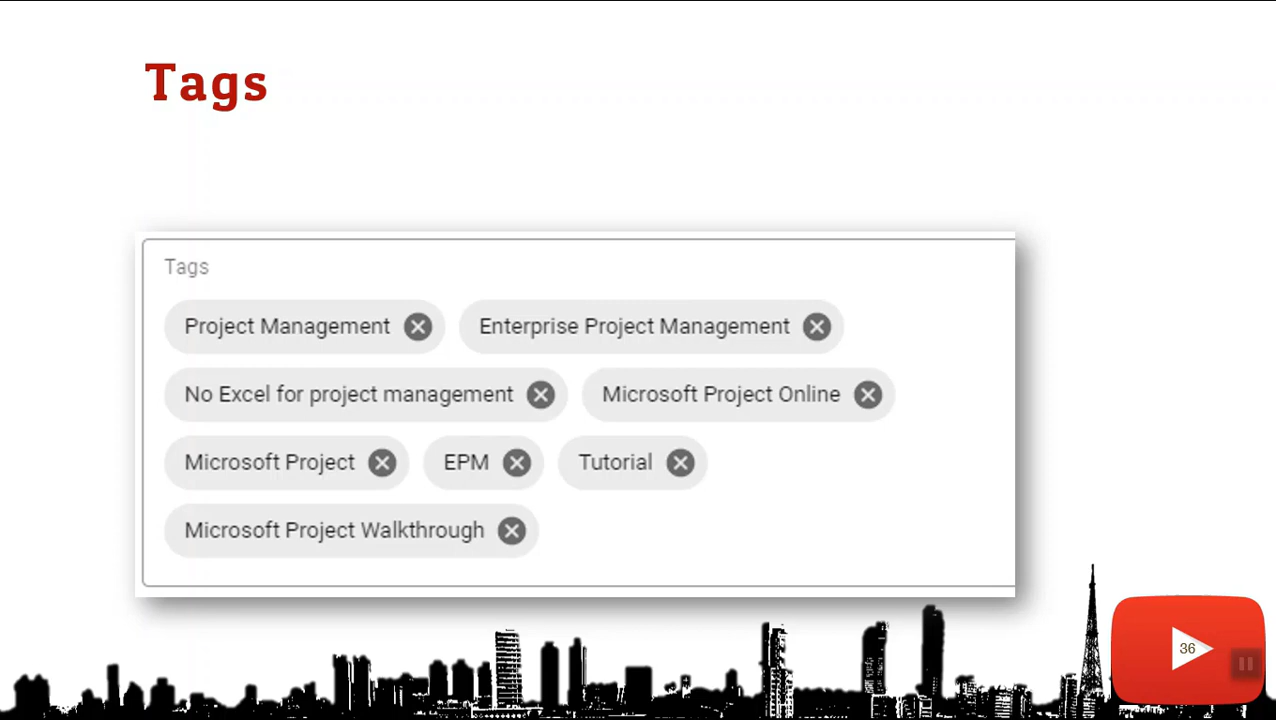 Tags
Tags
Project Management Enterprise Project Management
No Excel for project management Microsoft Project Online
Microsoft Project EPM Tutorial
Microsoft Project Walkthrough
36